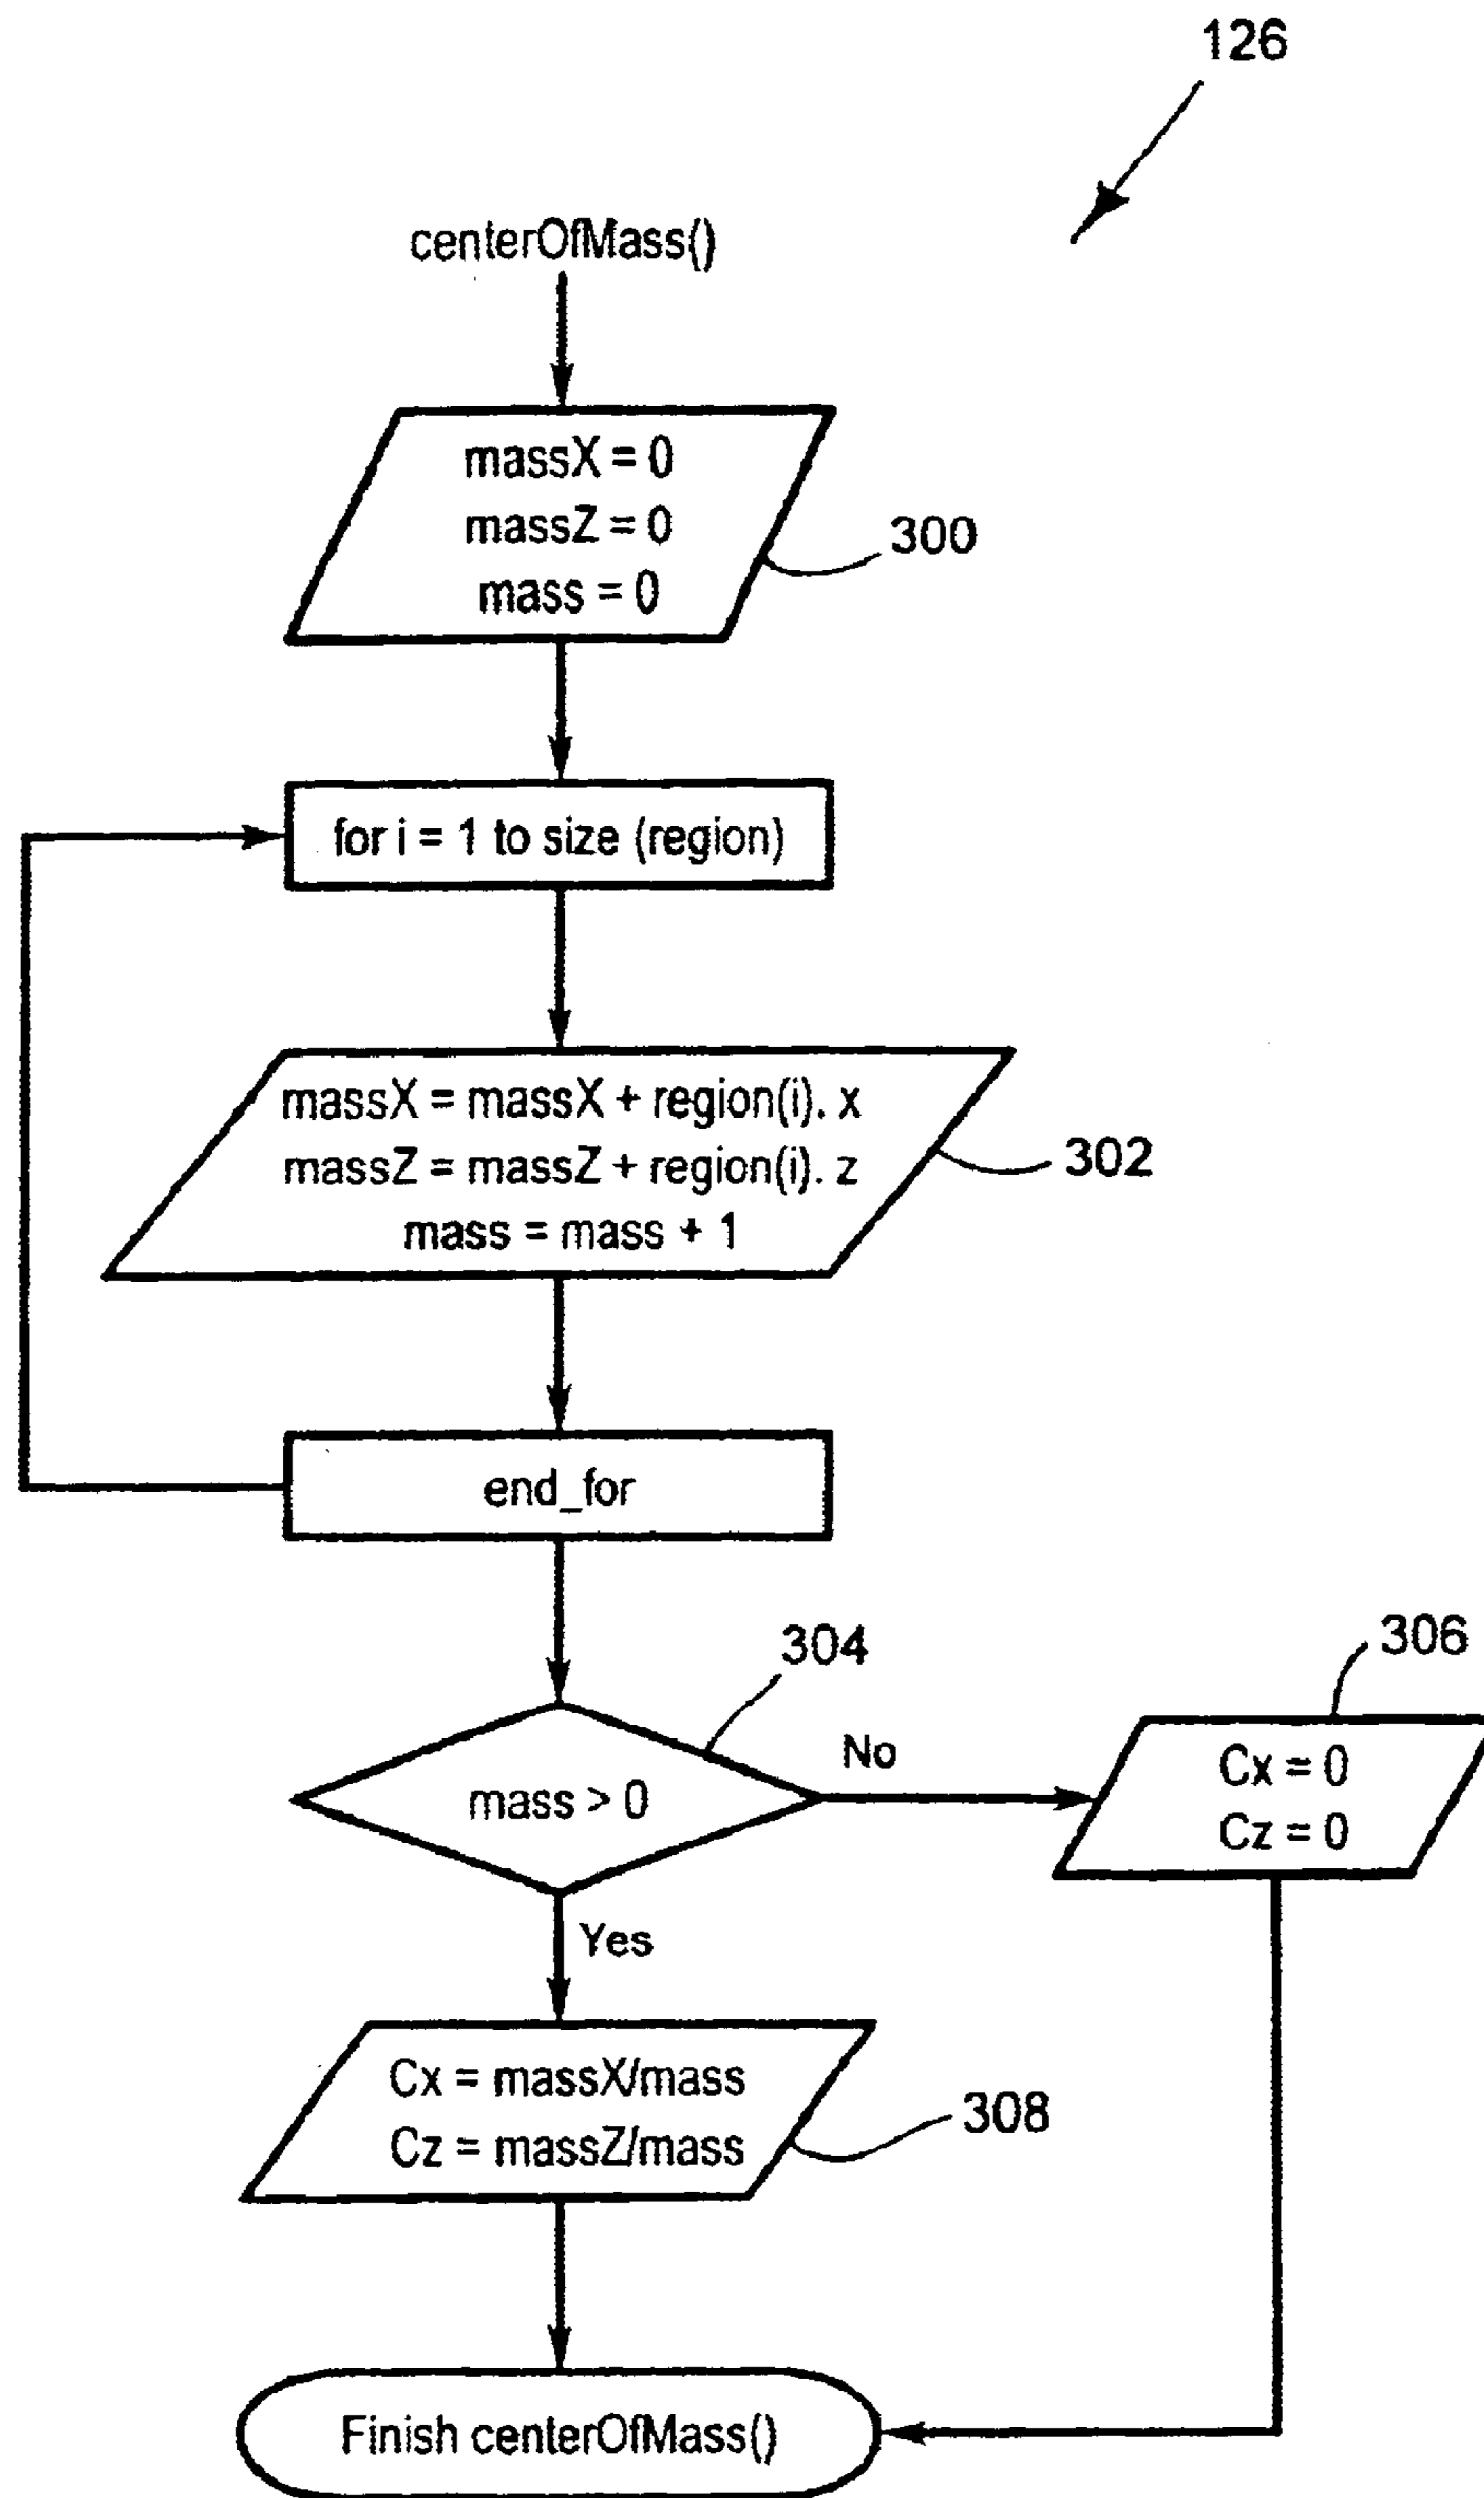 126
centerOfMass()
massX = 0
massZ = 0
mass = 0
300
for i = 1 to size (region)
massX = massX + region(i). x
massZ = massZ + region(i). z
mass = mass + 1
302
end_for
304
306
mass > 0
No
Cx = 0
Cz = 0
Yes
Cx = massX/mass
Cz = massZ/mass
308
Finish centerOfMass()